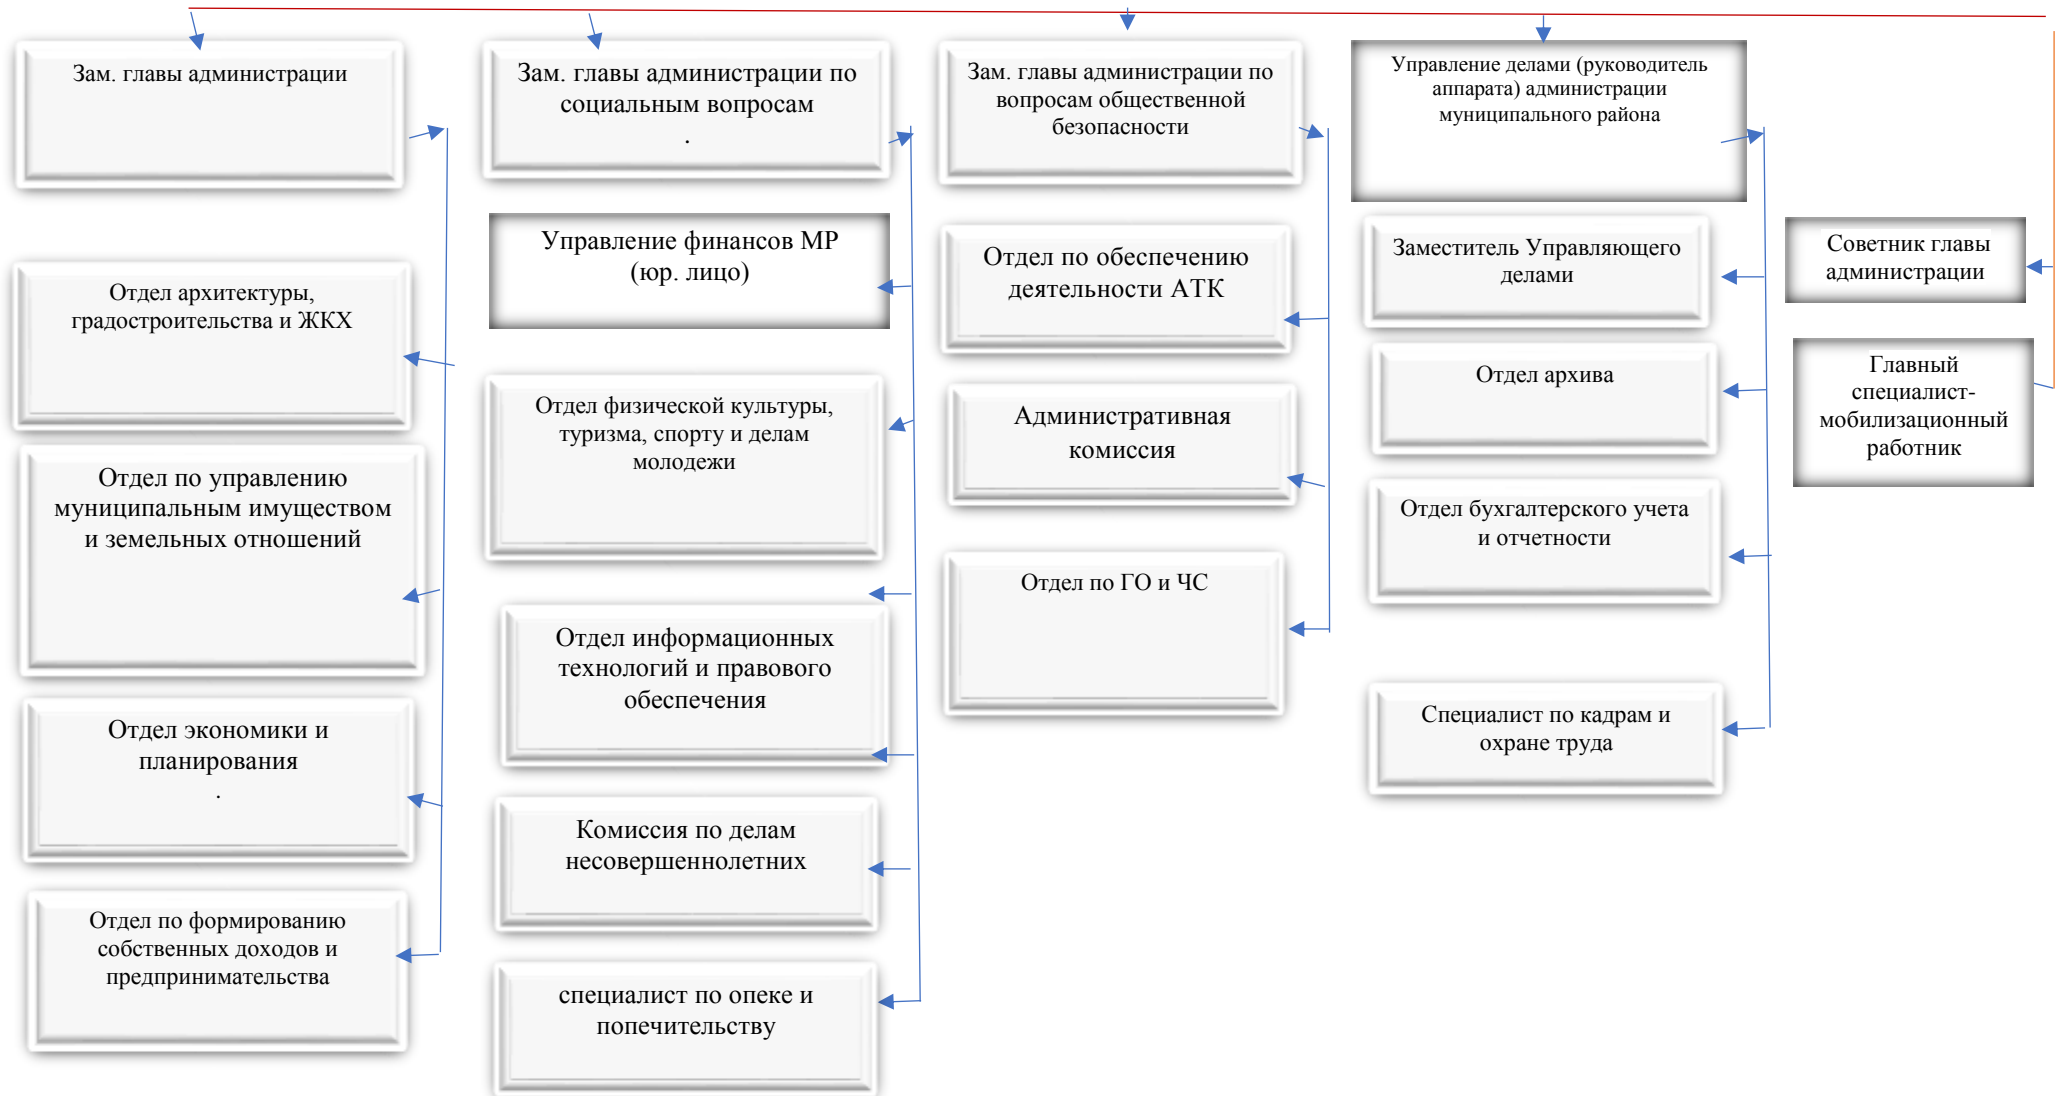 Зам. главы администрации
Зам. главы администрации по
социальным вопросам
.
Зам. главы администрации по
вопросам общественной
безопасности
Управление делами (руководитель
аппарата) администрации
муниципального района
Отдел архитектуры,
градостроительства и ЖКХ
Отдел по управлению
муниципальным имуществом
и земельных отношений
Отдел экономики и
планирования
.
Отдел по формированию
собственных доходов и
предпринимательства
Управление финансов МР
(юр. лицо)
Отдел физической культуры,
туризма, спорту и делам
молодежи
Отдел информационных
технологий и правового
обеспечения
Комиссия по делам
несовершеннолетних
специалист по опеке и
попечительству
Отдел по обеспечению
деятельности АТК
Административная
комиссия
Отдел по ГО и ЧС
Заместитель Управляющего
делами
Отдел архива
Отдел бухгалтерского учета
и отчетности
Специалист по кадрам и
охране труда
Советник главы
администрации
Главный
специалист-
мобилизационный
работник